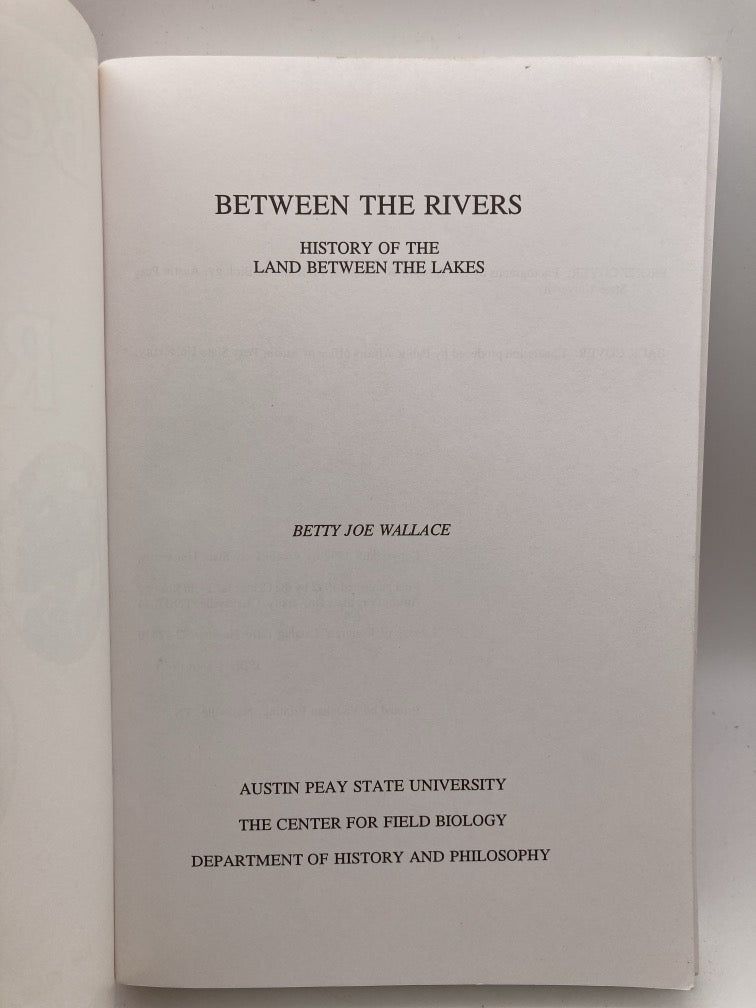 BETWEEN THE RIVERS
HISTORY OF THE
LAND BETWEEN THE LAKES
BETTY JOE WALLACE
AUSTIN PEAY STATE UNIVERSITY
THE CENTER FOR FIELD BIOLOGY
DEPARTMENT OF HISTORY AND PHILOSOPHY